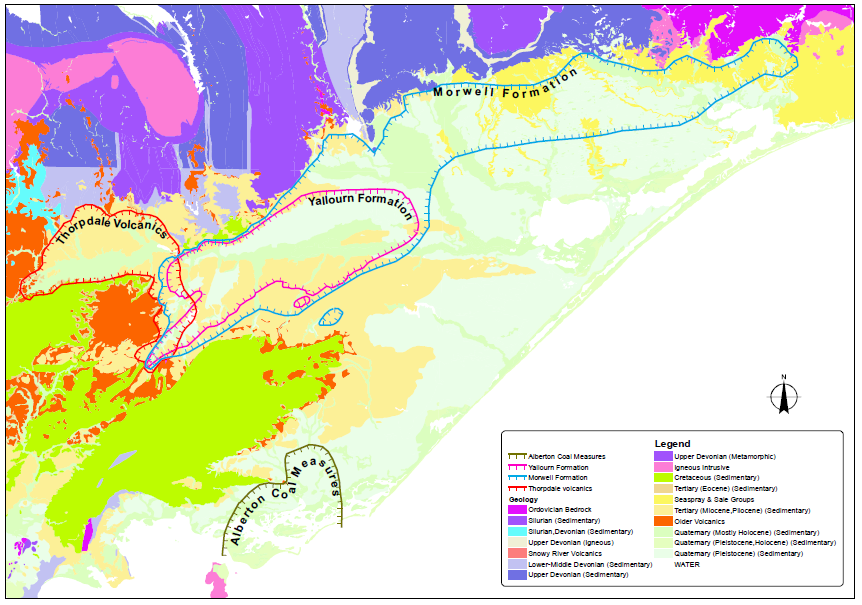 Morwell Formation
Yallourn Formation
Thorpdale Volcanics
Alberton Coal Measures
N
Legend
Alberton Coal Measures
Yallourn Formation
Morwell Formation
Thorpdale volcanics
Geology
Ordovician Bedrock
Silurian (Sedimentary)
Silurian,Devonian (Sedimentary)
Upper Devonian (Igneous)
Snowy River Volcanics
Lower-Middle Devonian (Sedimentary)
Upper Devonian (Sedimentary)
Upper Devonian (Metamorphic)
Igneous Intrusive
Cretaceous (Sedimentary)
Tertiary (Eocene) (Sedimentary)
Seaspray & Sale Groups
Tertiary (Miocene,Pliocene) (Sedimentary)
Older Volcanics
Quaternary (Mostly Holocene) (Sedimentary)
Quaternary (Pleistocene,Holocene) (Sedimentary)
Quaternary (Pleistocene) (Sedimentary)
WATER